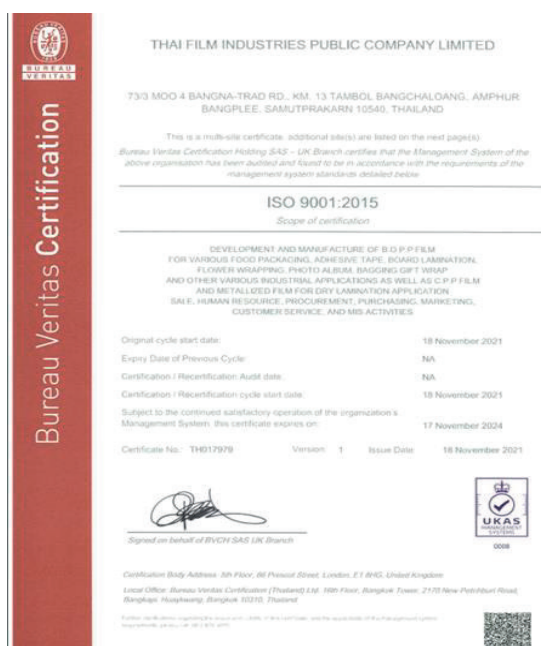 BUREAU
VERITAS
Bureau Veritas Certification
THAI FILM INDUSTRIES PUBLIC COMPANY LIMITED
73/3 MOO 4 BANGNA-TRAD RD., KM. 13 TAMBOL BANGCHALOANG, AMPHUR
BANGPLEE, SAMUTPRAKARN 10540, THAILAND
This is a multi-site certificate, additional site(s) are listed on the next page(s)
Bureau Veritas Certification Holding SAS – UK Branch certifies that the Management System of the
above organisation has been audited and found to be in accordance with the requirements of the
management system standards detailed below
ISO 9001:2015
Scope of certification
DEVELOPMENT AND MANUFACTURE OF B.O.P.P FILM
FOR VARIOUS FOOD PACKAGING, ADHESIVE TAPE, BOARD LAMINATION,
FLOWER WRAPPING, PHOTO ALBUM, BAGGING GIFT WRAP
AND OTHER VARIOUS INDUSTRIAL APPLICATIONS AS WELL AS C.P.P FILM
AND METALLIZED FILM FOR DRY LAMINATION APPLICATION
SALE, HUMAN RESOURCE, PROCUREMENT, PURCHASING, MARKETING,
CUSTOMER SERVICE, AND MIS ACTIVITIES
Original cycle start date: 18 November 2021
Expiry Date of Previous Cycle: NA
Certification / Recertification Audit date: NA
Certification / Recertification cycle start date: 18 November 2021
Subject to the continued satisfactory operation of the organization's
Management System, this certificate expires on: 17 November 2024
Certificate No.: TH017979 Version: 1 Issue Date: 18 November 2021
Signed on behalf of BVCH SAS UK Branch
UKAS
MANAGEMENT
SYSTEMS
0008
Certification Body Address: 5th Floor, 66 Prescot Street, London, E1 8HG, United Kingdom
Local Office: Bureau Veritas Certification (Thailand) Ltd. 16th Floor, Bangkok Tower, 2170 New Petchburi Road,
Bangkapi, Huaykwang, Bangkok 10310, Thailand